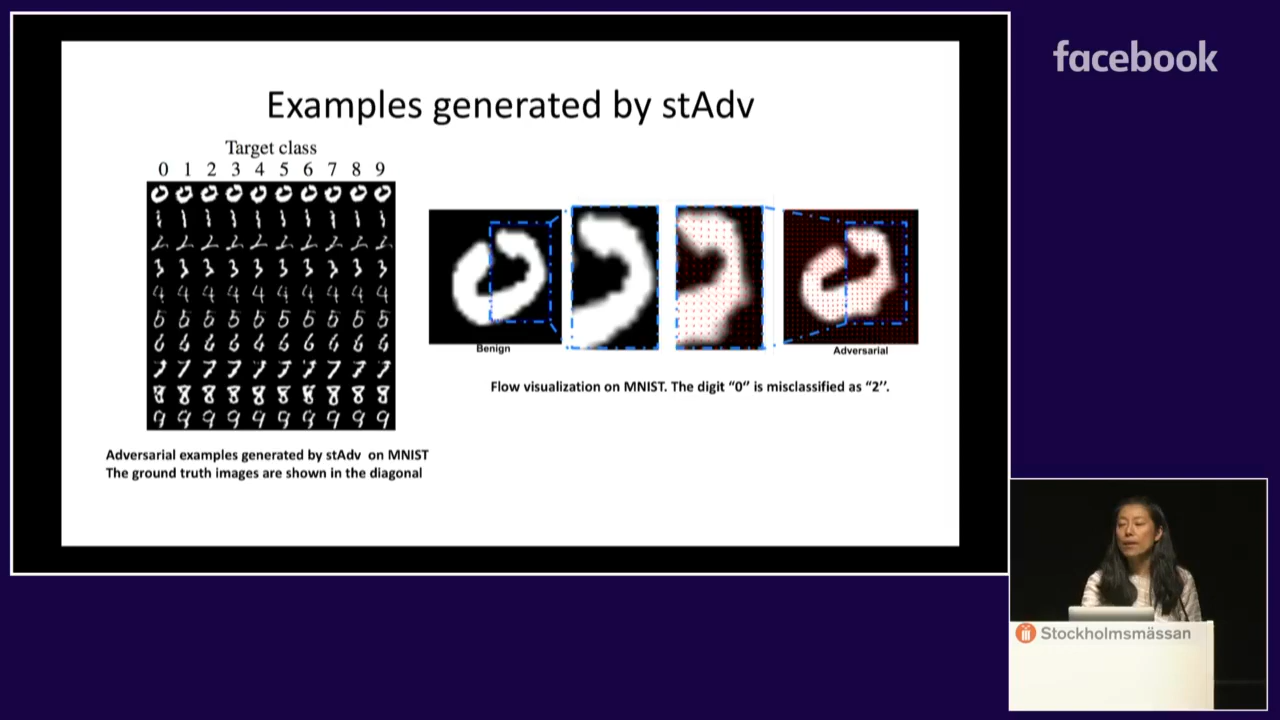 facebook
Examples generated by stAdv
Target class
0 1 2 3 4 5 6 7 8 9
Benign
Adversarial
Flow visualization on MNIST. The digit “0” is misclassified as “2’’.
Adversarial examples generated by stAdv on MNIST
The ground truth images are shown in the diagonal
Stockholmsmässan